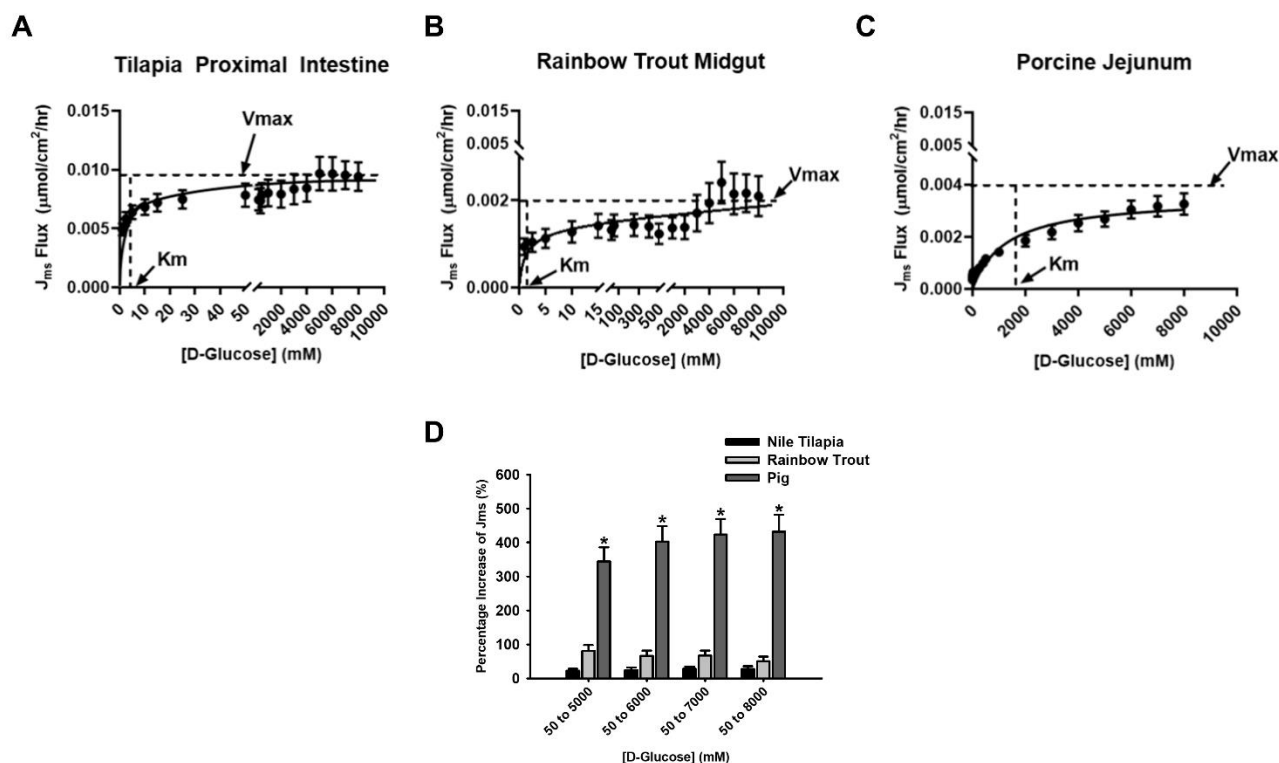 A
Tilapia Proximal Intestine
0.015
0.010
0.005
0.000
Jms Flux (µmol/cm²/hr)
Vmax
Km
0
10
20
30
40
50
2000
4000
6000
8000
10000
[D-Glucose] (mM)
B
Rainbow Trout Midgut
0.015
0.005
0.002
0.000
Jms Flux (µmol/cm²/hr)
Vmax
Km
0
5
10
15
100
300
500
2000
4000
6000
8000
10000
[D-Glucose] (mM)
C
Porcine Jejunum
0.015
0.005
0.004
0.002
0.000
Jms Flux (µmol/cm²/hr)
Vmax
Km
0
2000
4000
6000
8000
10000
[D-Glucose] (mM)
D
Nile Tilapia
Rainbow Trout
Pig
600
500
400
300
200
100
0
Percentage Increase of Jms (%)
*
*
*
*
50 to 5000
50 to 6000
50 to 7000
50 to 8000
[D-Glucose] (mM)